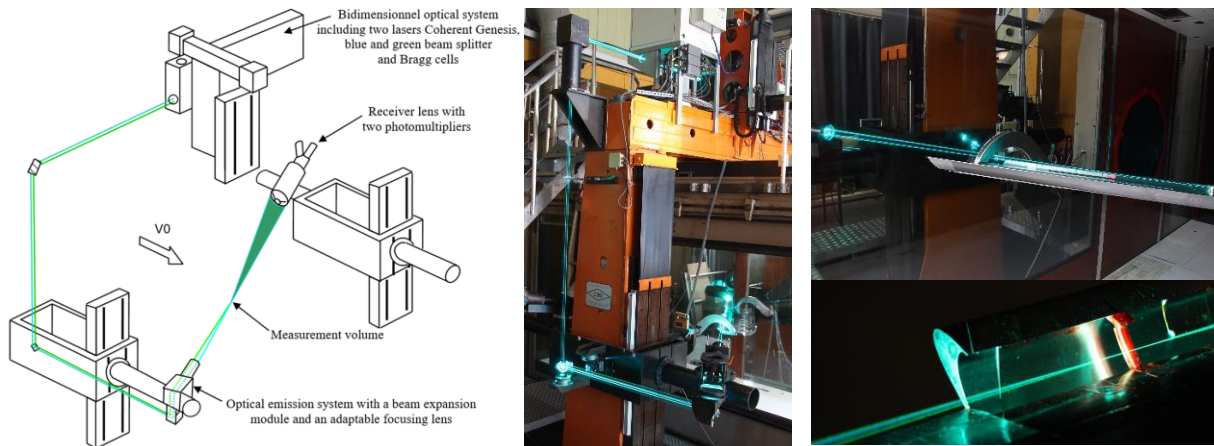 Bidimensionnel optical system
including two lasers Coherent Genesis,
blue and green beam splitter
and Bragg cells
Receiver lens with
two photomultipliers
V0
Measurement volume
Optical emission system with a beam expansion
module and an adaptable focusing lens